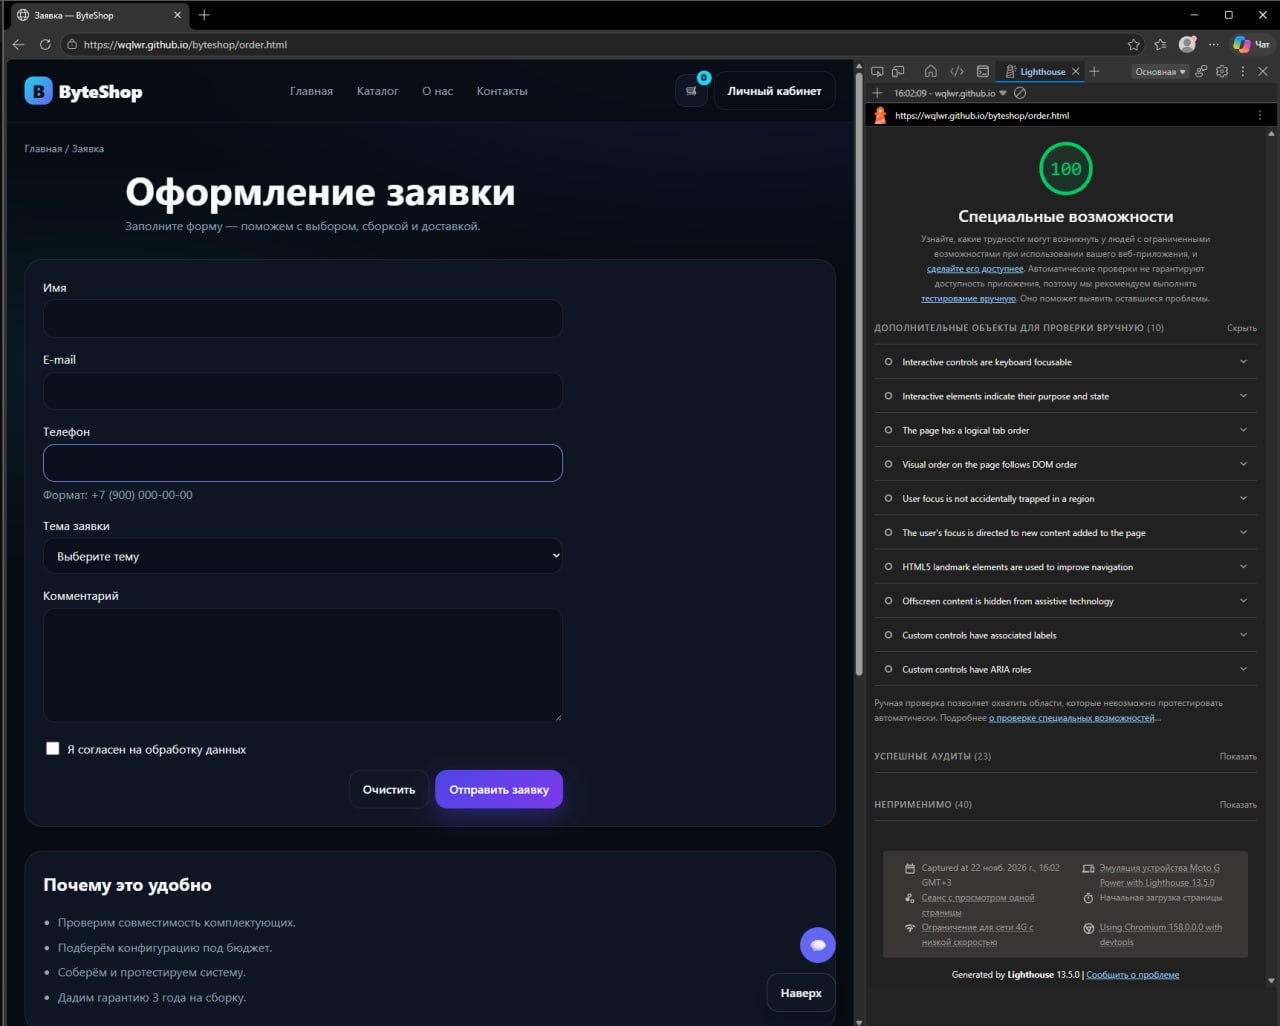 Заявка — ByteShop
https://wqlwr.github.io/byteshop/order.html
Чат
B ByteShop
Главная Каталог О нас Контакты
0
Личный кабинет
Главная / Заявка
Оформление заявки
Заполните форму — поможем с выбором, сборкой и доставкой.
Имя
E-mail
Телефон
Формат: +7 (900) 000-00-00
Тема заявки
Выберите тему
Комментарий
Я согласен на обработку данных
Очистить
Отправить заявку
Почему это удобно
Проверим совместимость комплектующих.
Подберём конфигурацию под бюджет.
Соберём и протестируем систему.
Дадим гарантию 3 года на сборку.
Наверх
Lighthouse
Основная
16:02:09 - wqlwr.github.io
https://wqlwr.github.io/byteshop/order.html
100
Специальные возможности
Узнайте, какие трудности могут возникнуть у людей с ограниченными
возможностями при использовании вашего веб-приложения, и
сделайте его доступнее. Автоматические проверки не гарантируют
доступность приложения, поэтому мы рекомендуем выполнять
тестирование вручную. Оно поможет выявить оставшиеся проблемы.
ДОПОЛНИТЕЛЬНЫЕ ОБЪЕКТЫ ДЛЯ ПРОВЕРКИ ВРУЧНУЮ (10) Скрыть
Interactive controls are keyboard focusable
Interactive elements indicate their purpose and state
The page has a logical tab order
Visual order on the page follows DOM order
User focus is not accidentally trapped in a region
The user's focus is directed to new content added to the page
HTML5 landmark elements are used to improve navigation
Offscreen content is hidden from assistive technology
Custom controls have associated labels
Custom controls have ARIA roles
Ручная проверка позволяет охватить области, которые невозможно протестировать
автоматически. Подробнее о проверке специальных возможностей…
УСПЕШНЫЕ АУДИТЫ (23) Показать
НЕПРИМЕНИМО (40) Показать
Captured at 22 нояб. 2026 г., 16:02
GMT+3
Сеанс с просмотром одной
страницы
Ограничение для сети 4G с
низкой скоростью
Эмуляция устройства Moto G
Power with Lighthouse 13.5.0
Начальная загрузка страницы
Using Chromium 158.0.0.0 with
devtools
Generated by Lighthouse 13.5.0 | Сообщить о проблеме